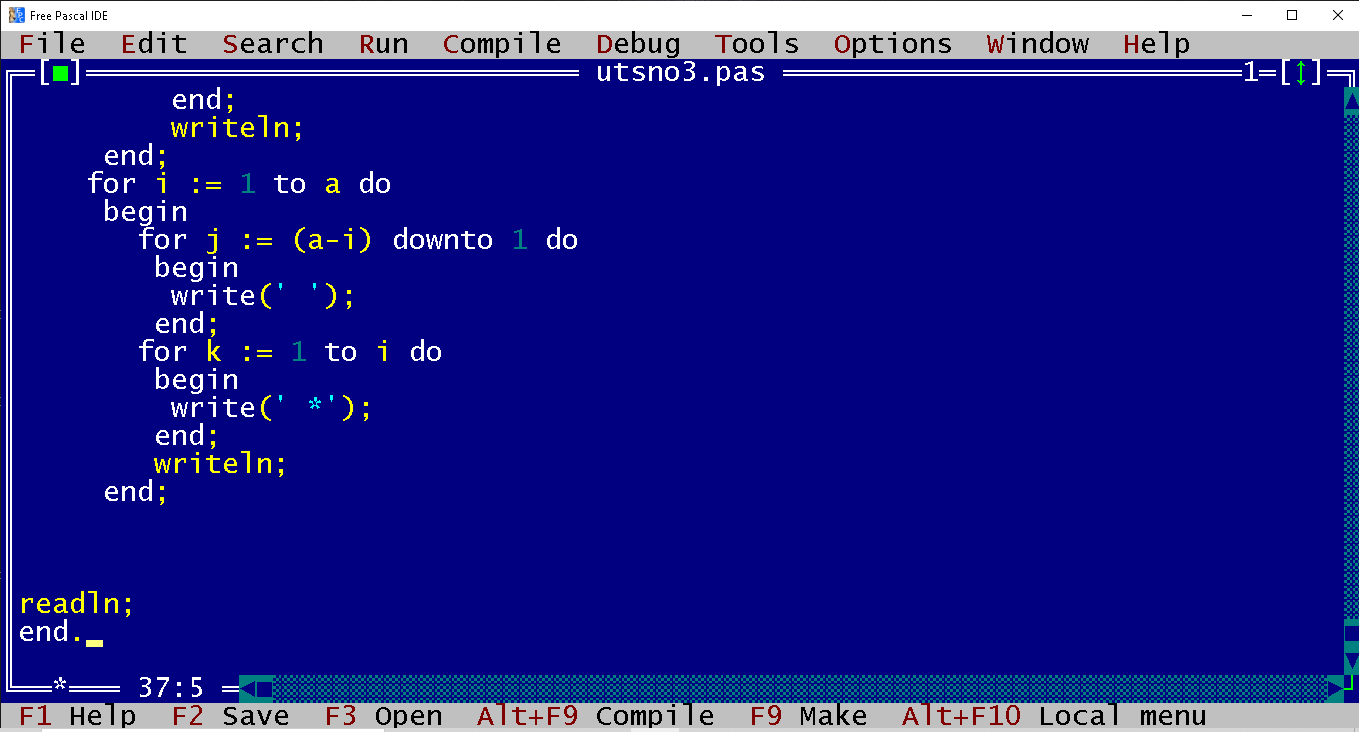 Free Pascal IDE
File Edit Search Run Compile Debug Tools Options Window Help
[■] utsno3.pas 1=[↕]
end;
writeln;
end;
for i := 1 to a do
begin
for j := (a-i) downto 1 do
begin
write(' ');
end;
for k := 1 to i do
begin
write(' *');
end;
writeln;
end;
readln;
end.
* 37:5
F1 Help F2 Save F3 Open Alt+F9 Compile F9 Make Alt+F10 Local menu